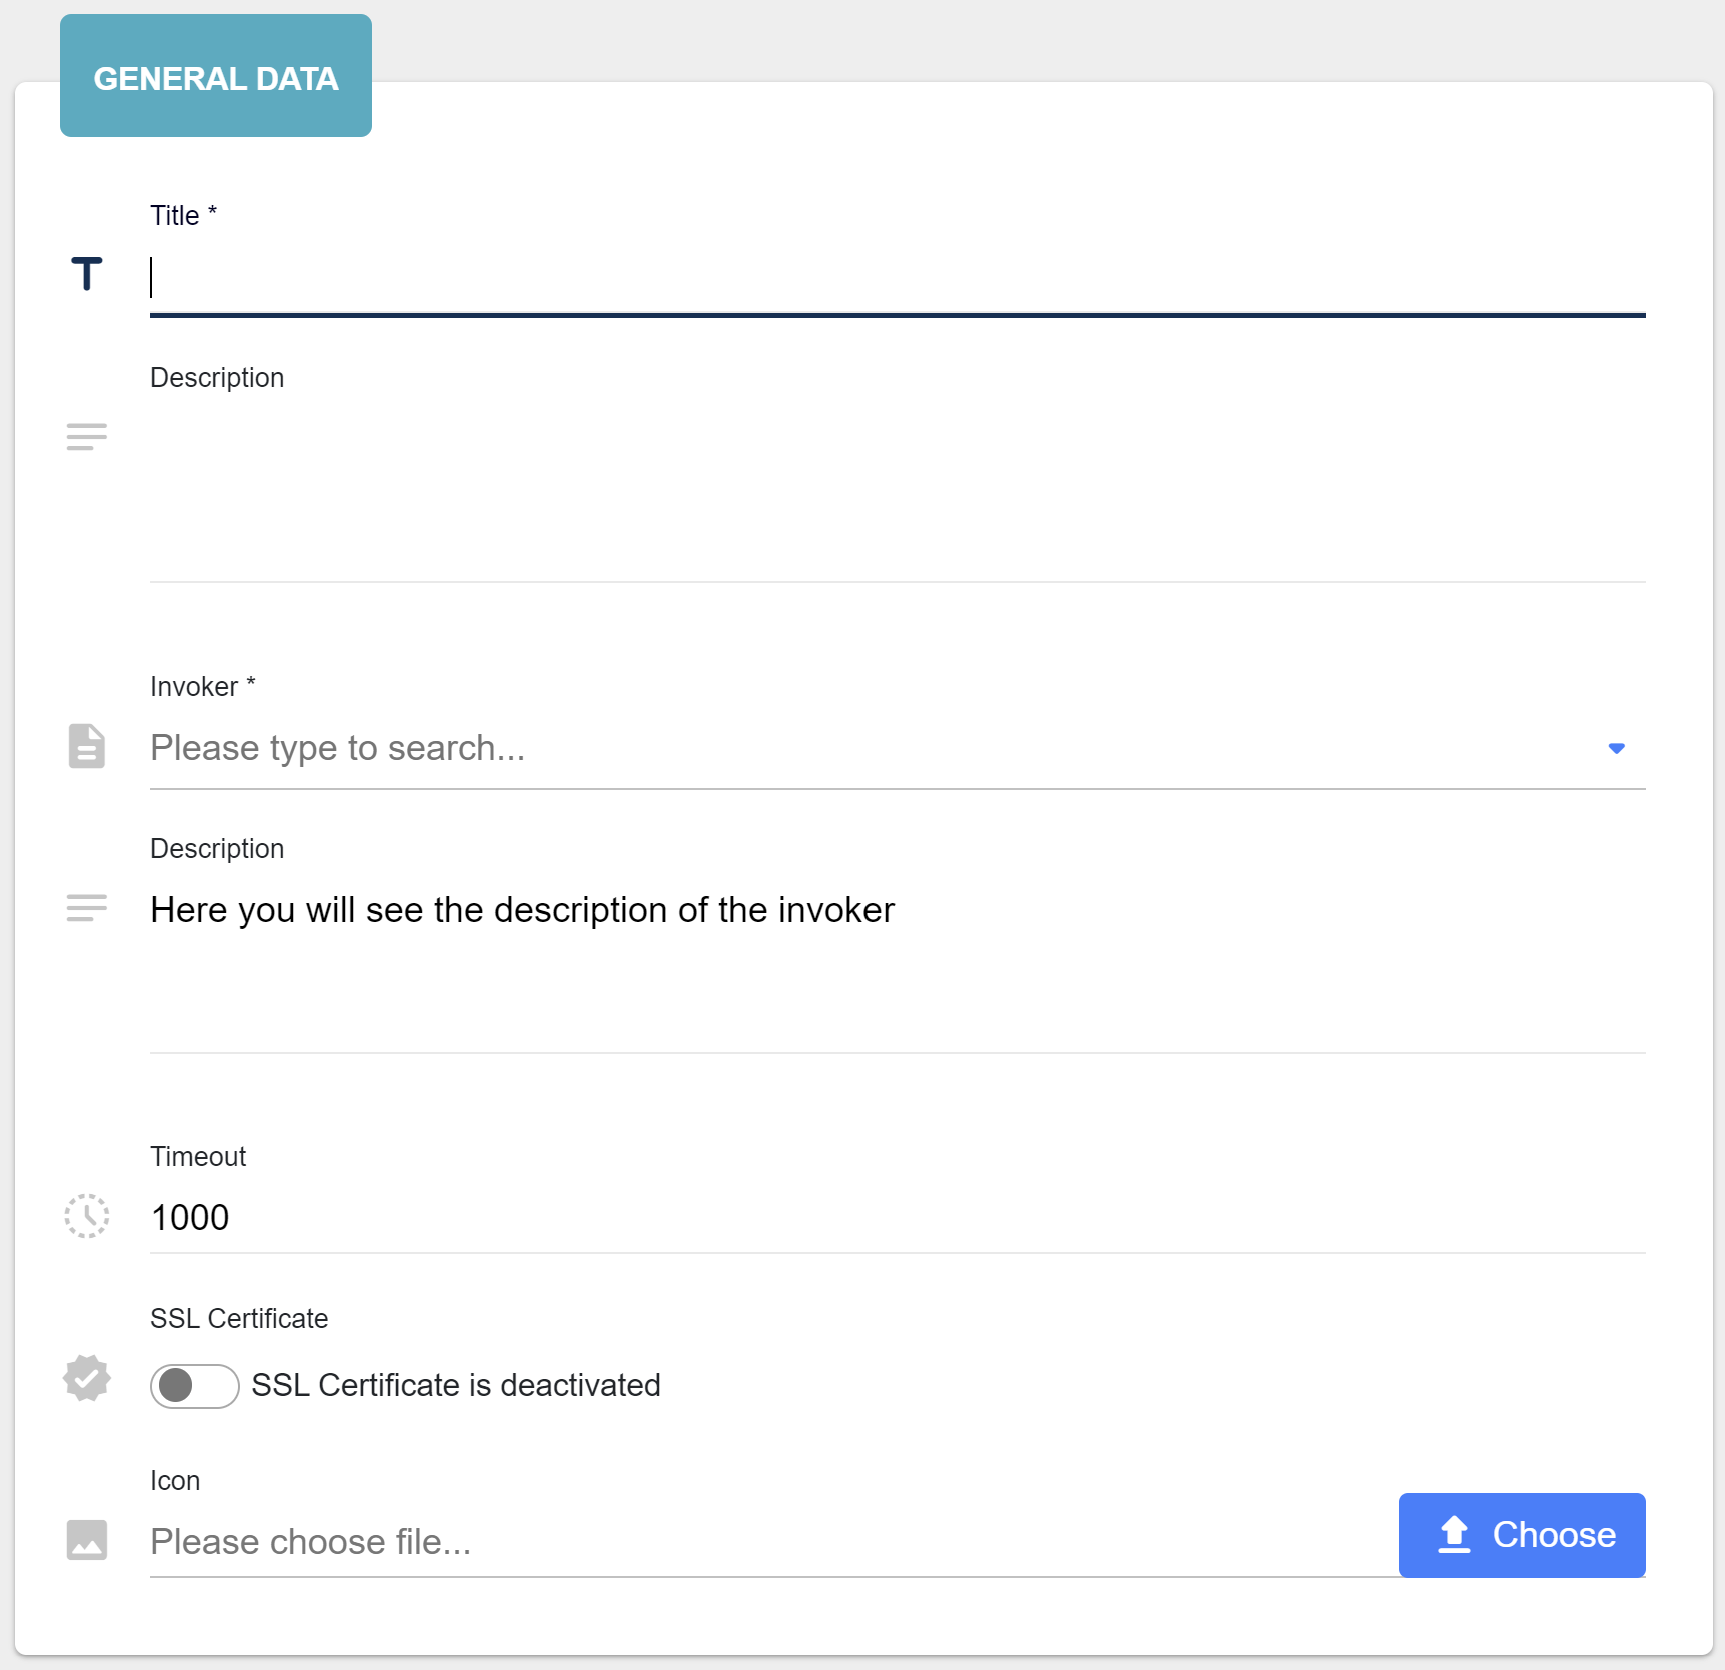 GENERAL DATA
Title *
Description
Invoker *
Please type to search...
Description
Here you will see the description of the invoker
Timeout
1000
SSL Certificate
SSL Certificate is deactivated
Icon
Please choose file...
Choose